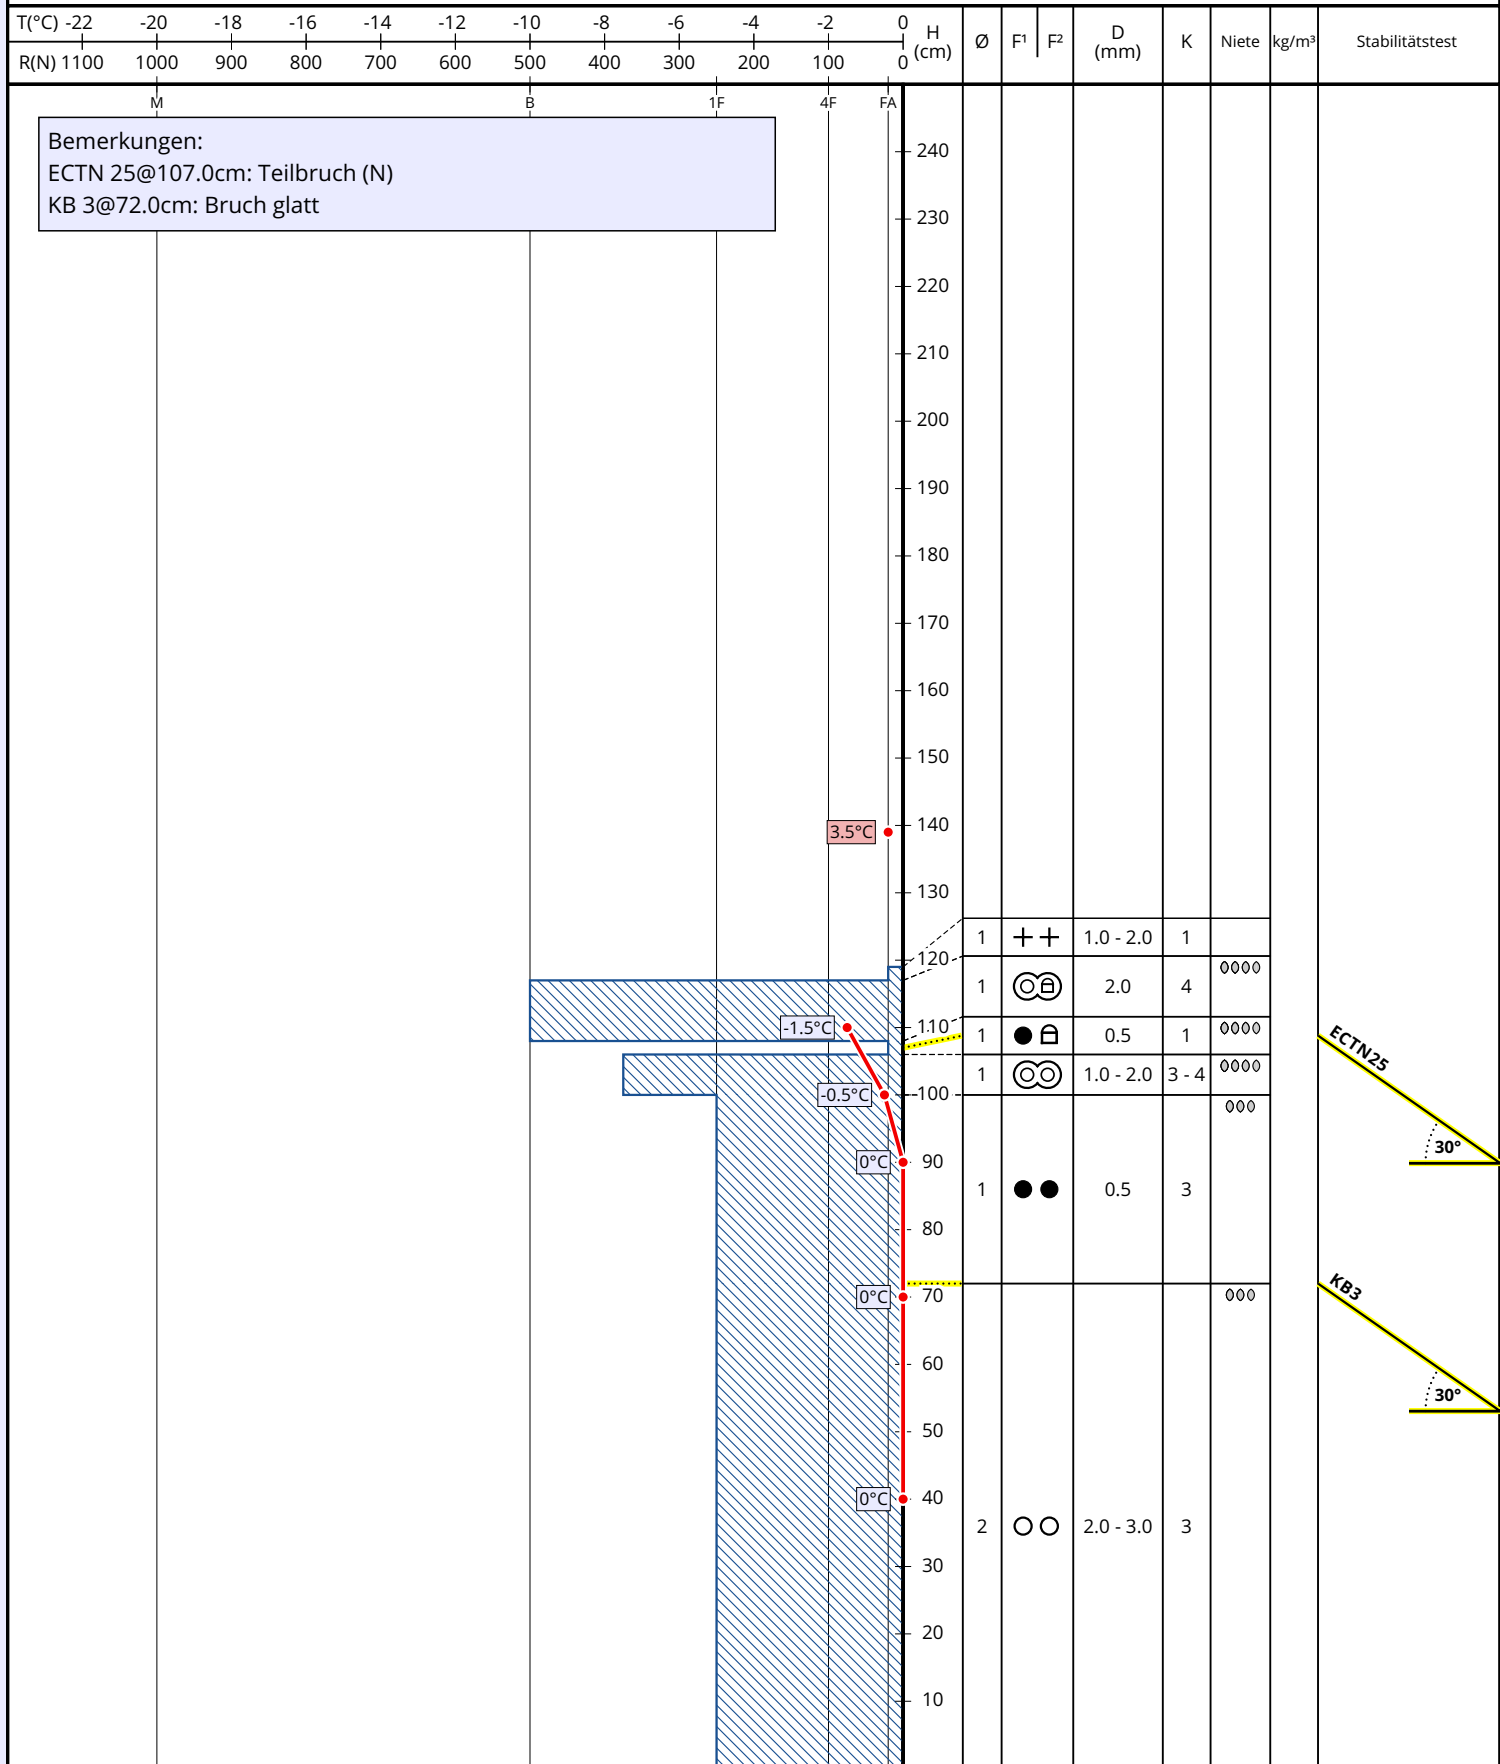 T(°C) -22 -20 -18 -16 -14 -12 -10 -8 -6 -4 -2 0
R(N) 1100 1000 900 800 700 600 500 400 300 200 100 0
H (cm) Ø F¹ F² D (mm) K Niete kg/m³ Stabilitätstest
M B 1F 4F FA
Bemerkungen:
ECTN 25@107.0cm: Teilbruch (N)
KB 3@72.0cm: Bruch glatt
240
230
220
210
200
190
180
170
160
150
3.5°C 140
130
1 1.0 - 2.0 1
120
1 2.0 4
-1.5°C 110
1 0.5 1
ECTN25
1 1.0 - 2.0 3 - 4
-0.5°C 100
30°
0°C 90
1 0.5 3
80
0°C 70
KB3
60
30°
50
0°C 40
2 2.0 - 3.0 3
30
20
10